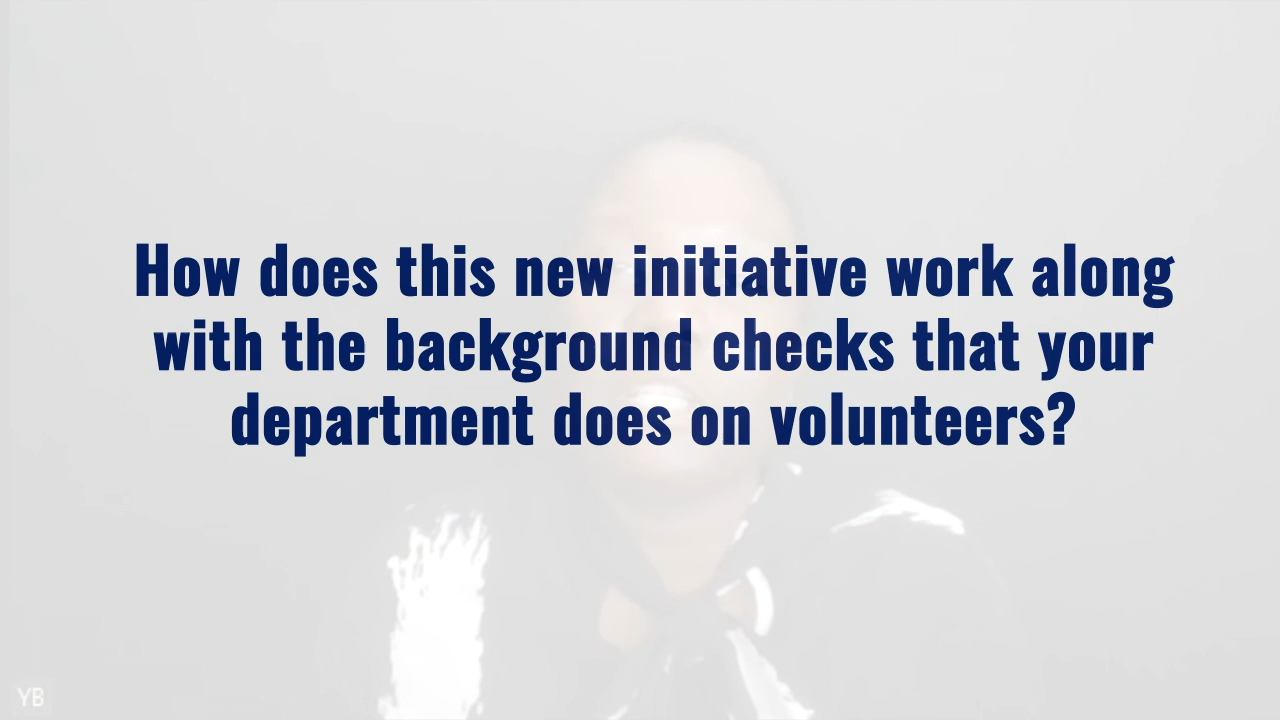 How does this new initiative work along
with the background checks that your
department does on volunteers?
YB